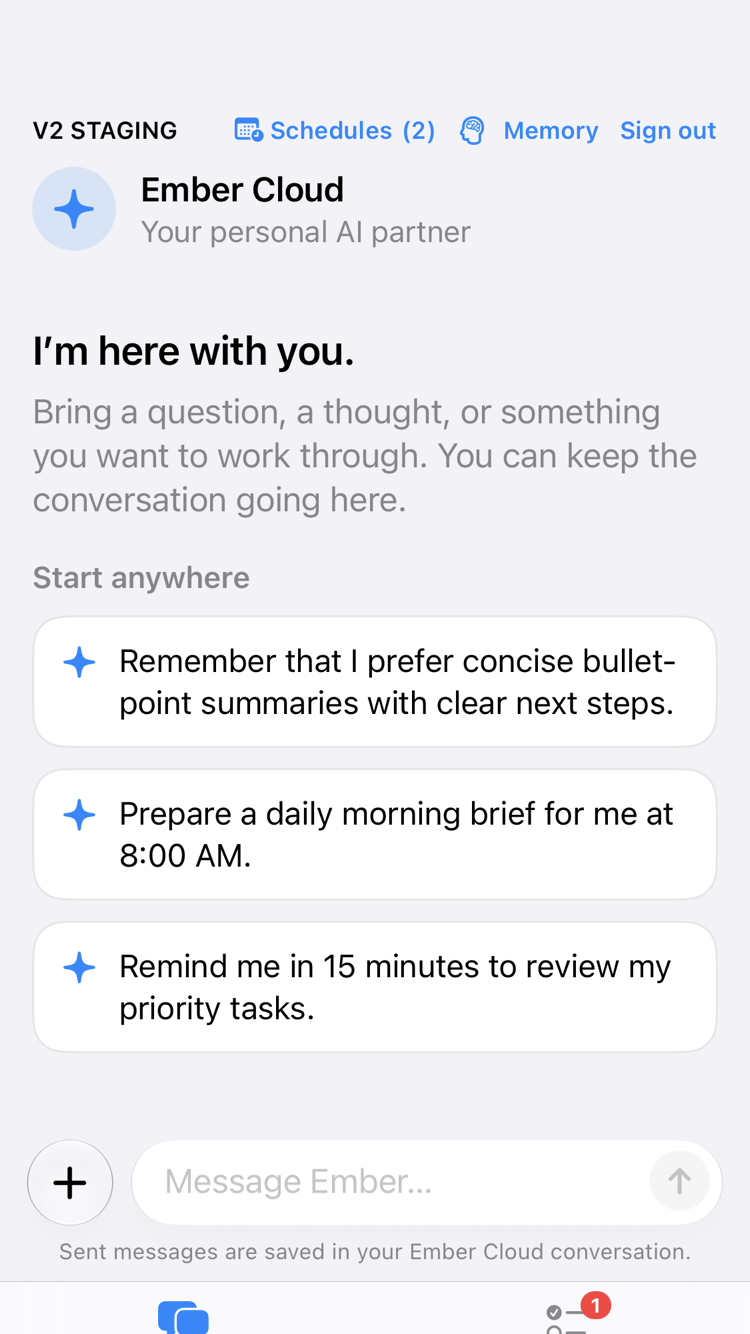 V2 STAGING Schedules (2) Memory Sign out
Ember Cloud
Your personal AI partner
I’m here with you.
Bring a question, a thought, or something
you want to work through. You can keep the
conversation going here.
Start anywhere
Remember that I prefer concise bullet-
point summaries with clear next steps.
Prepare a daily morning brief for me at
8:00 AM.
Remind me in 15 minutes to review my
priority tasks.
Message Ember...
Sent messages are saved in your Ember Cloud conversation.
1